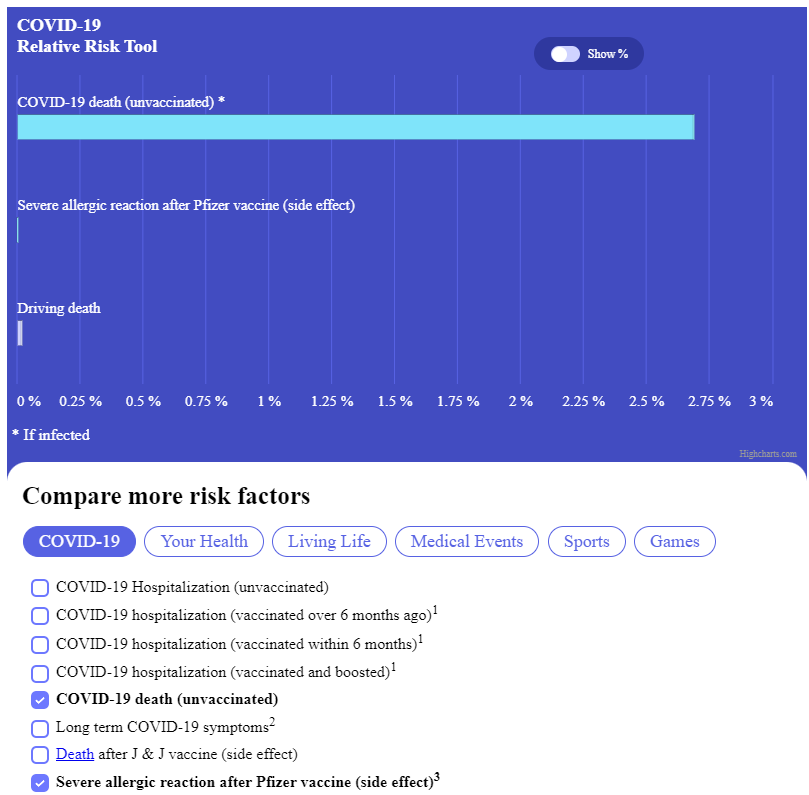 COVID-19
Relative Risk Tool
Show %
COVID-19 death (unvaccinated) *
Severe allergic reaction after Pfizer vaccine (side effect)
Driving death
0 % 0.25 % 0.5 % 0.75 % 1 % 1.25 % 1.5 % 1.75 % 2 % 2.25 % 2.5 % 2.75 % 3 %
* If infected
Highcharts.com
Compare more risk factors
COVID-19 Your Health Living Life Medical Events Sports Games
COVID-19 Hospitalization (unvaccinated)
COVID-19 hospitalization (vaccinated over 6 months ago)1
COVID-19 hospitalization (vaccinated within 6 months)1
COVID-19 hospitalization (vaccinated and boosted)1
COVID-19 death (unvaccinated)
Long term COVID-19 symptoms2
Death after J & J vaccine (side effect)
Severe allergic reaction after Pfizer vaccine (side effect)3